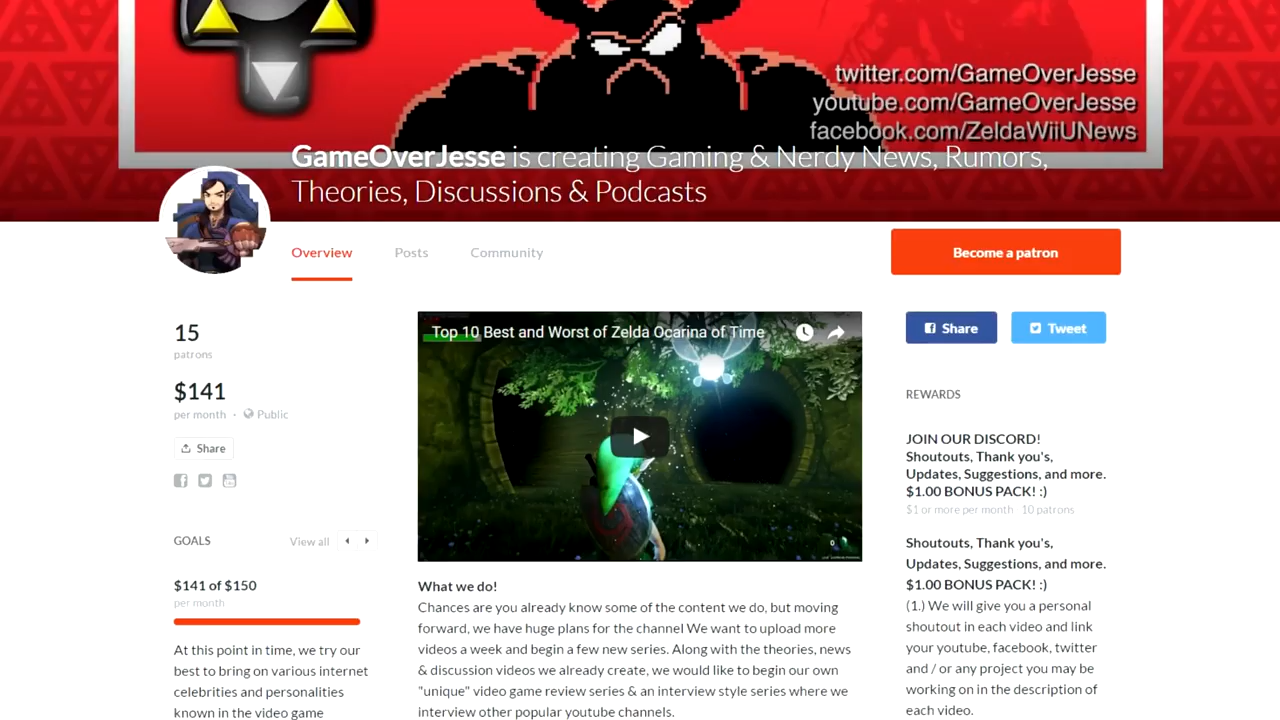 twitter.com/GameOverJesse
youtube.com/GameOverJesse
facebook.com/ZeldaWiiUNews
GameOverJesse is creating Gaming & Nerdy News, Rumors,
Theories, Discussions & Podcasts
Overview
Posts
Community
Become a patron
15
patrons
$141
per month · Public
Share
GOALS
View all
$141 of $150
per month
At this point in time, we try our
best to bring on various internet
celebrities and personalities
known in the video game
Top 10 Best and Worst of Zelda Ocarina of Time
0
What we do!
Chances are you already know some of the content we do, but moving
forward, we have huge plans for the channel We want to upload more
videos a week and begin a few new series. Along with the theories, news
& discussion videos we already create, we would like to begin our own
"unique" video game review series & an interview style series where we
interview other popular youtube channels.
Share
Tweet
REWARDS
JOIN OUR DISCORD!
Shoutouts, Thank you's,
Updates, Suggestions, and more.
$1.00 BONUS PACK! :)
$1 or more per month · 10 patrons
Shoutouts, Thank you's,
Updates, Suggestions, and more.
$1.00 BONUS PACK! :)
(1.) We will give you a personal
shoutout in each video and link
your youtube, facebook, twitter
and / or any project you may be
working on in the description of
each video.